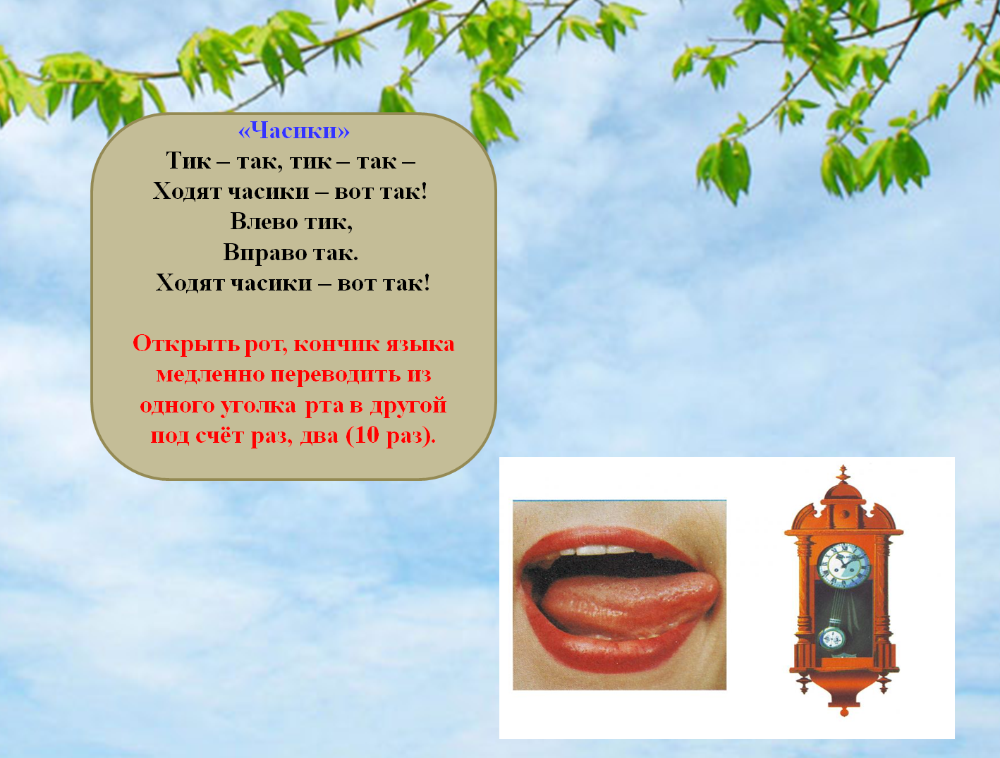 «Часики»
Тик – так, тик – так –
Ходят часики – вот так!
Влево тик,
Вправо так.
Ходят часики – вот так!
Открыть рот, кончик языка
медленно переводить из
одного уголка рта в другой
под счёт раз, два (10 раз).